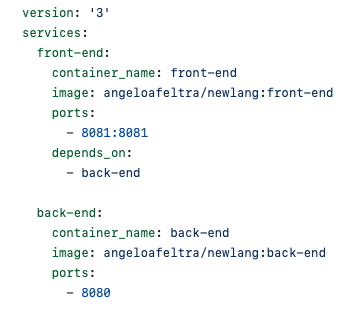 version: '3'
services:
  front-end:
    container_name: front-end
    image: angeloafeltra/newlang:front-end
    ports:
      - 8081:8081
    depends_on:
      - back-end

  back-end:
    container_name: back-end
    image: angeloafeltra/newlang:back-end
    ports:
      - 8080